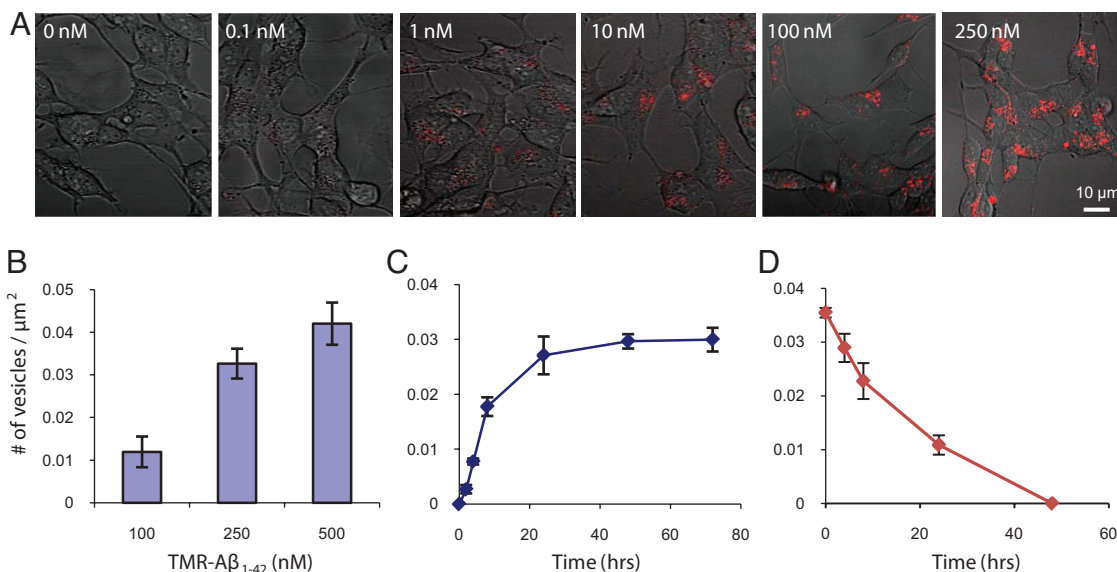 A
0 nM
0.1 nM
1 nM
10 nM
100 nM
250 nM
10 µm
B
# of vesicles / µm²
0.05
0.04
0.03
0.02
0.01
0
100
250
500
TMR-Aβ₁₋₄₂ (nM)
C
0.04
0.03
0.02
0.01
0
0
20
40
60
80
Time (hrs)
D
0.04
0.03
0.02
0.01
0
0
20
40
60
Time (hrs)